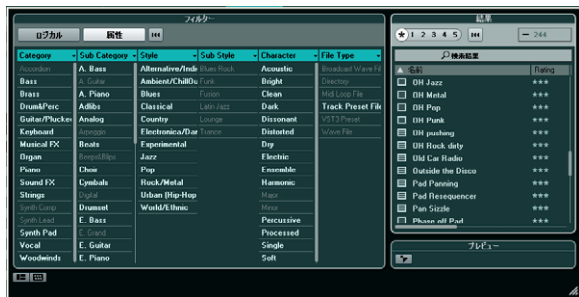 フィルター
ロジカル 属性
Category Sub Category Style Sub Style Character File Type
Accordion A. Bass Alternative/Indi Blues Rock Acoustic Broadcast Wave Fil
Bass A. Guitar Ambient/ChillOu Funk Bright Directory
Brass A. Piano Blues Fusion Clean Midi Loop File
Drum&Perc Adlibs Classical Latin Jazz Dark Track Preset File
Guitar/Plucked Analog Country Lounge Dissonant VST3 Preset
Keyboard Arpeggio Electronica/Dar Trance Distorted Wave File
Musical FX Beats Experimental Dry
Organ Beeps&Blips Jazz Electric
Piano Choir Pop Ensemble
Sound FX Cymbals Rock/Metal Harmonic
Strings Digital Urban (Hip-Hop Major
Synth Comp Drumset World/Ethnic Minor
Synth Lead E. Bass Percussive
Synth Pad E. Grand Processed
Vocal E. Guitar Single
Woodwinds E. Piano Soft
結果
1 2 3 4 5 244
検索結果
名前 Rating
OH Jazz ***
OH Metal ***
OH Pop ***
OH Punk ***
OH pushing ***
OH Rock dirty ***
Old Car Radio ***
Outside the Disco ***
Pad Panning ***
Pad Resequencer ***
Pan Sizzle ***
Phase off Pad ***
プレビュー